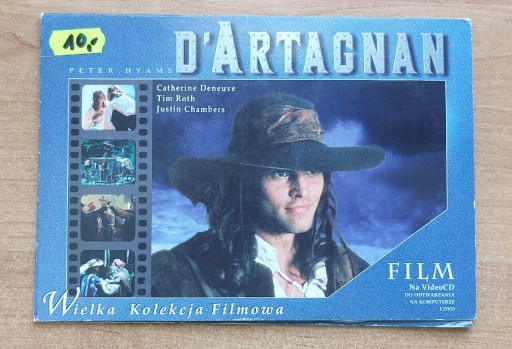 10,-
D'ARTAGNAN
PETER HYAMS
Catherine Deneuve
Tim Roth
Justin Chambers
FILM
Na VideoCD
DO ODTWARZANIA
NA KOMPUTERZE
I DVD
Wielka Kolekcja Filmowa